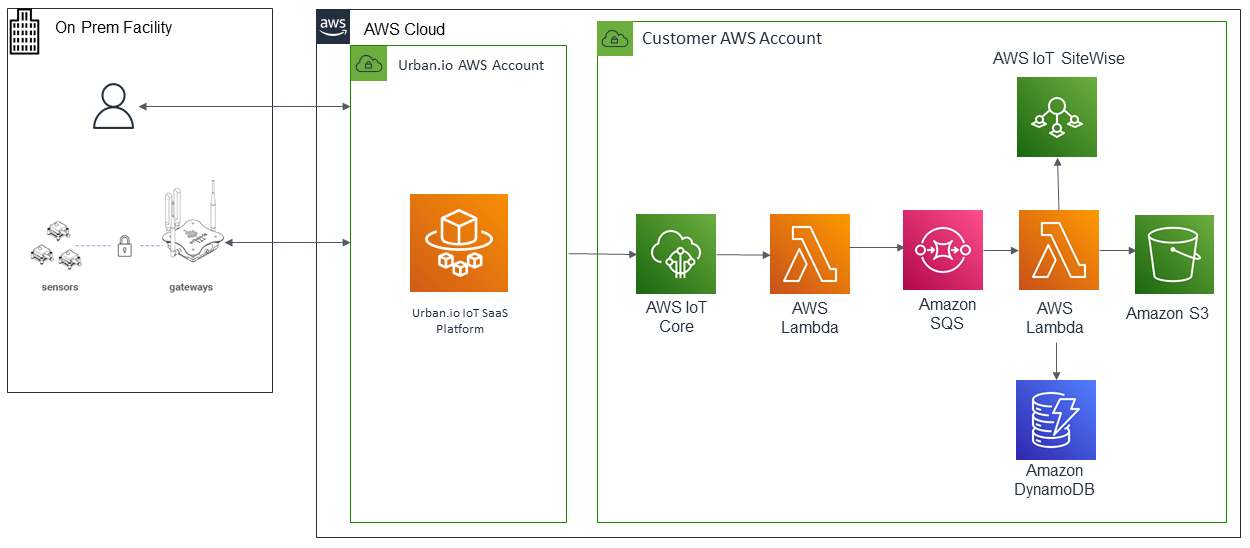 On Prem Facility
sensors
gateways
aws
AWS Cloud
Urban.io AWS Account
Urban.io IoT SaaS
Platform
Customer AWS Account
AWS IoT SiteWise
AWS IoT
Core
AWS
Lambda
Amazon
SQS
AWS
Lambda
Amazon S3
Amazon
DynamoDB